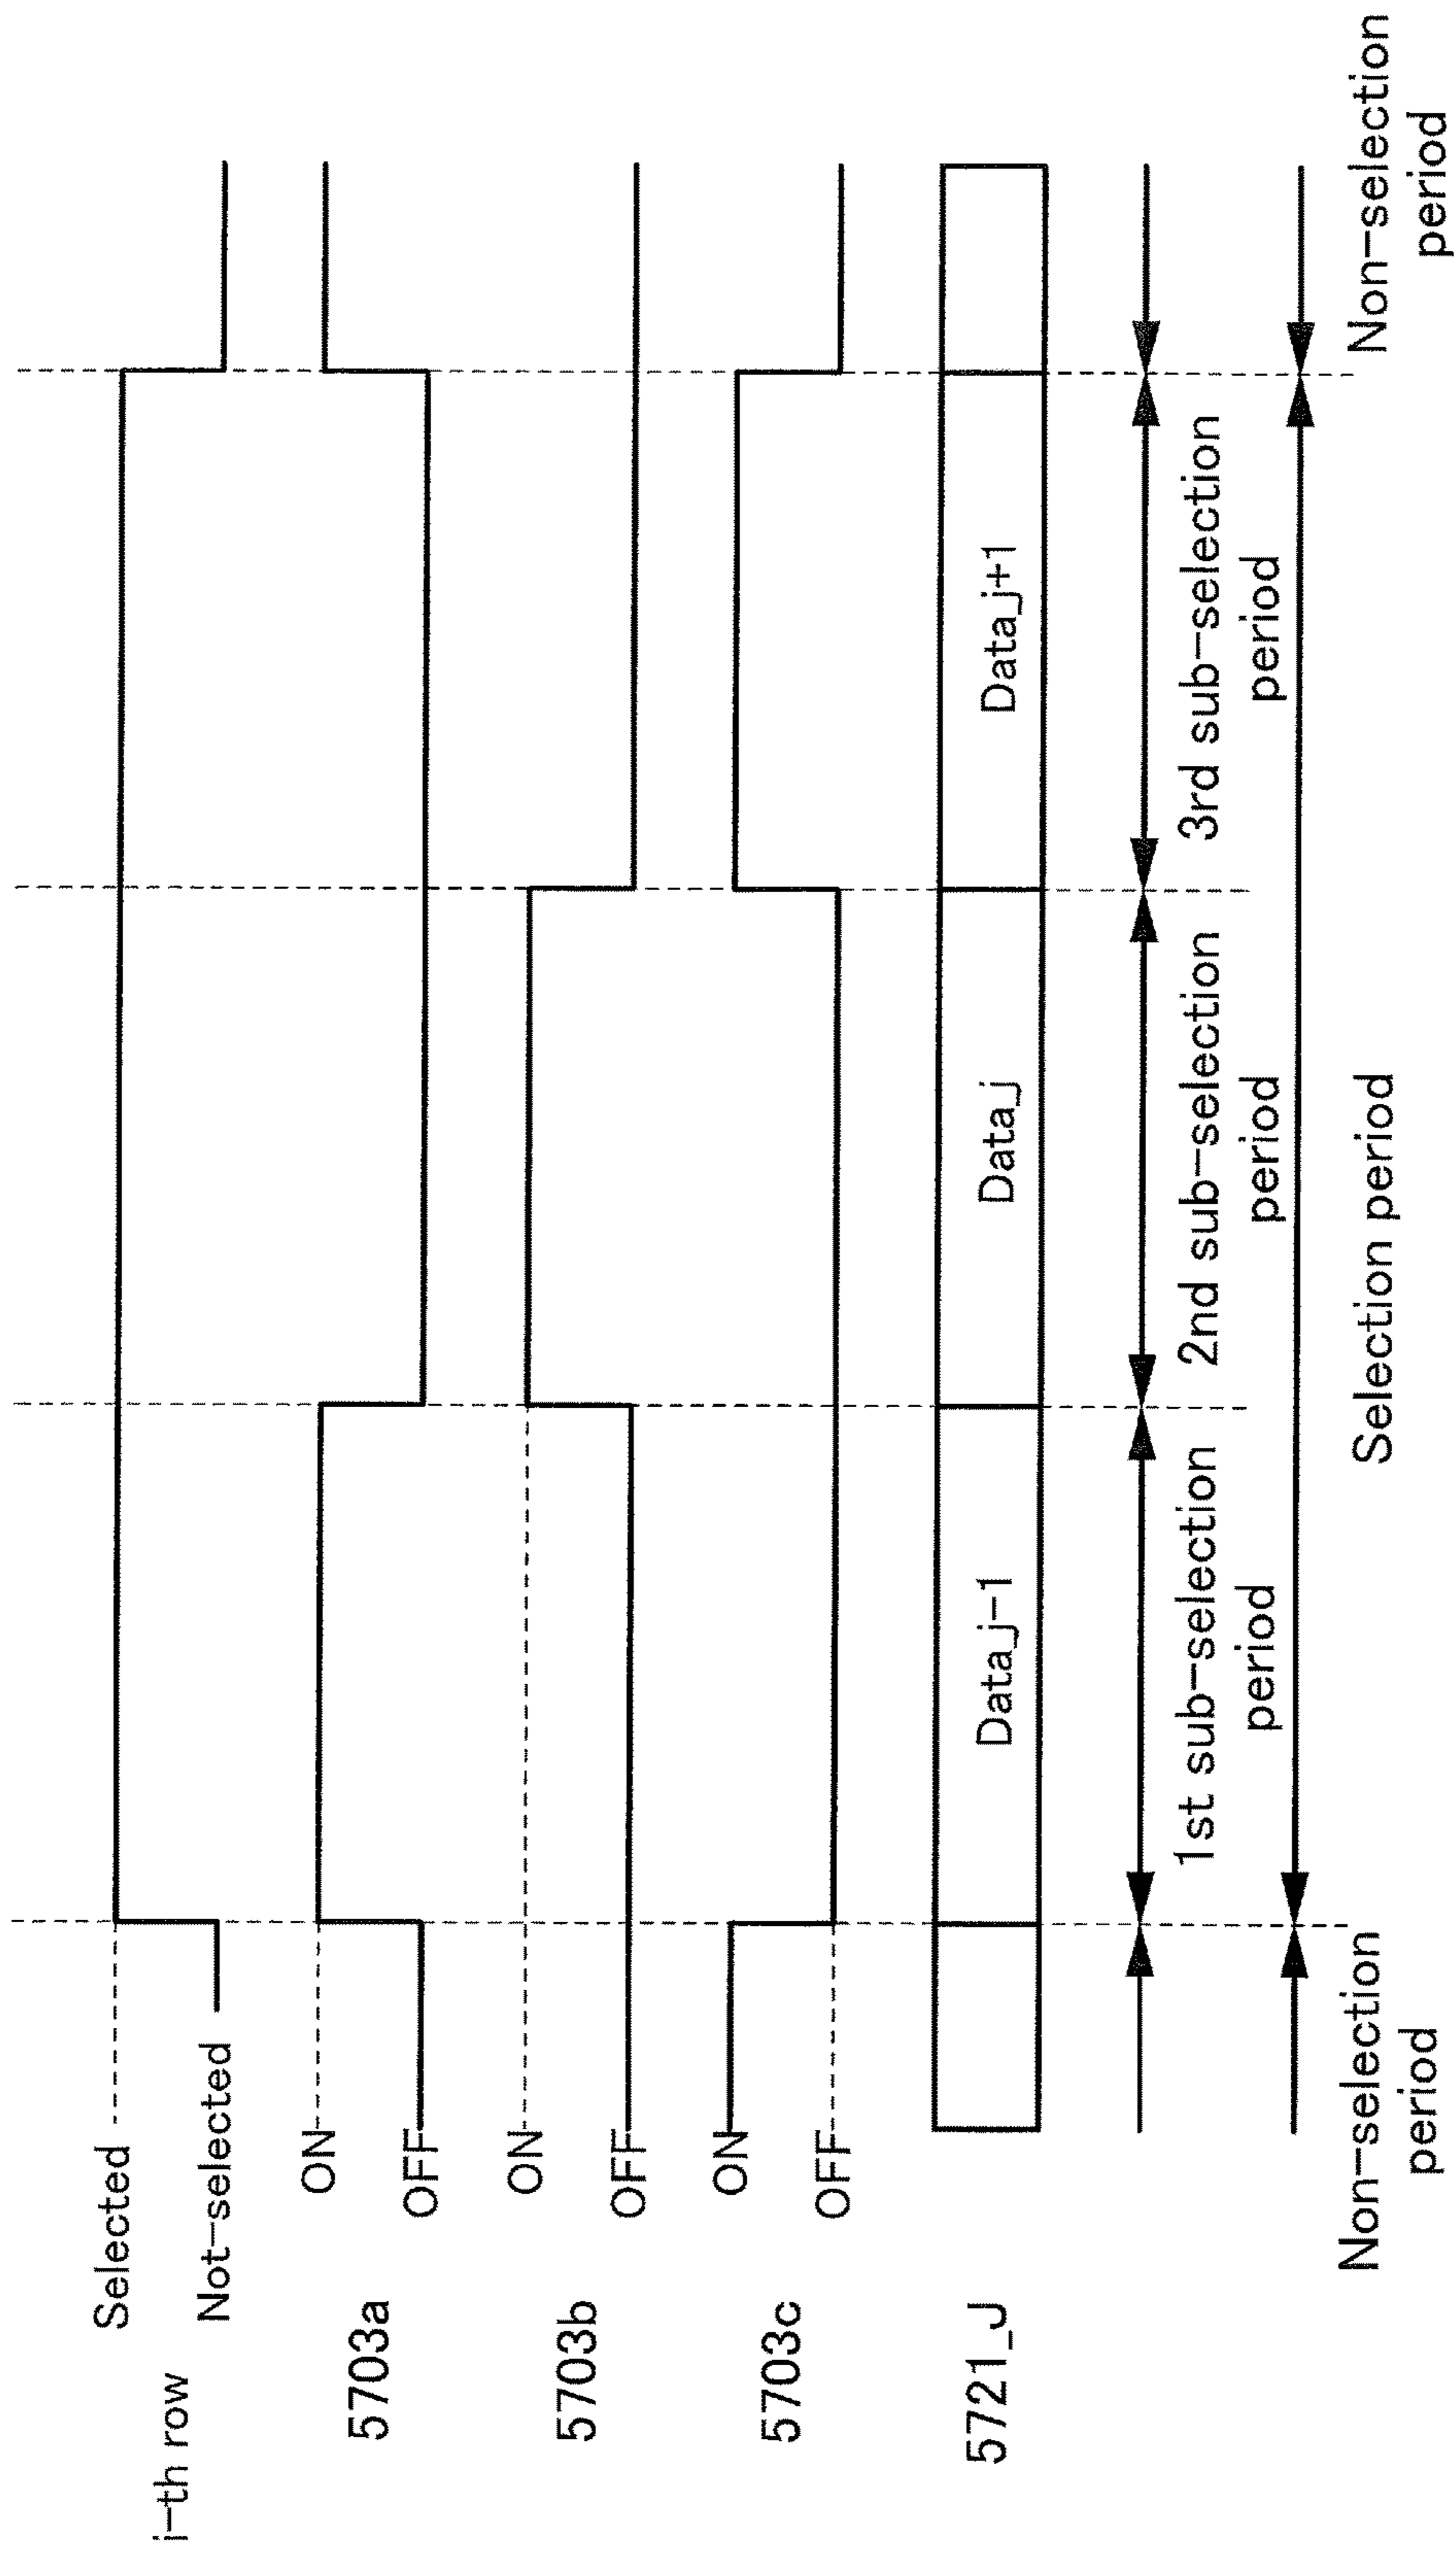 i-th row
Selected
Not-selected
5703a
ON
OFF
5703b
ON
OFF
5703c
ON
OFF
5721_J
Data_j-1
Data_j
Data_j+1
1st sub-selection
period
2nd sub-selection
period
3rd sub-selection
period
Non-selection
period
Selection period
Non-selection
period